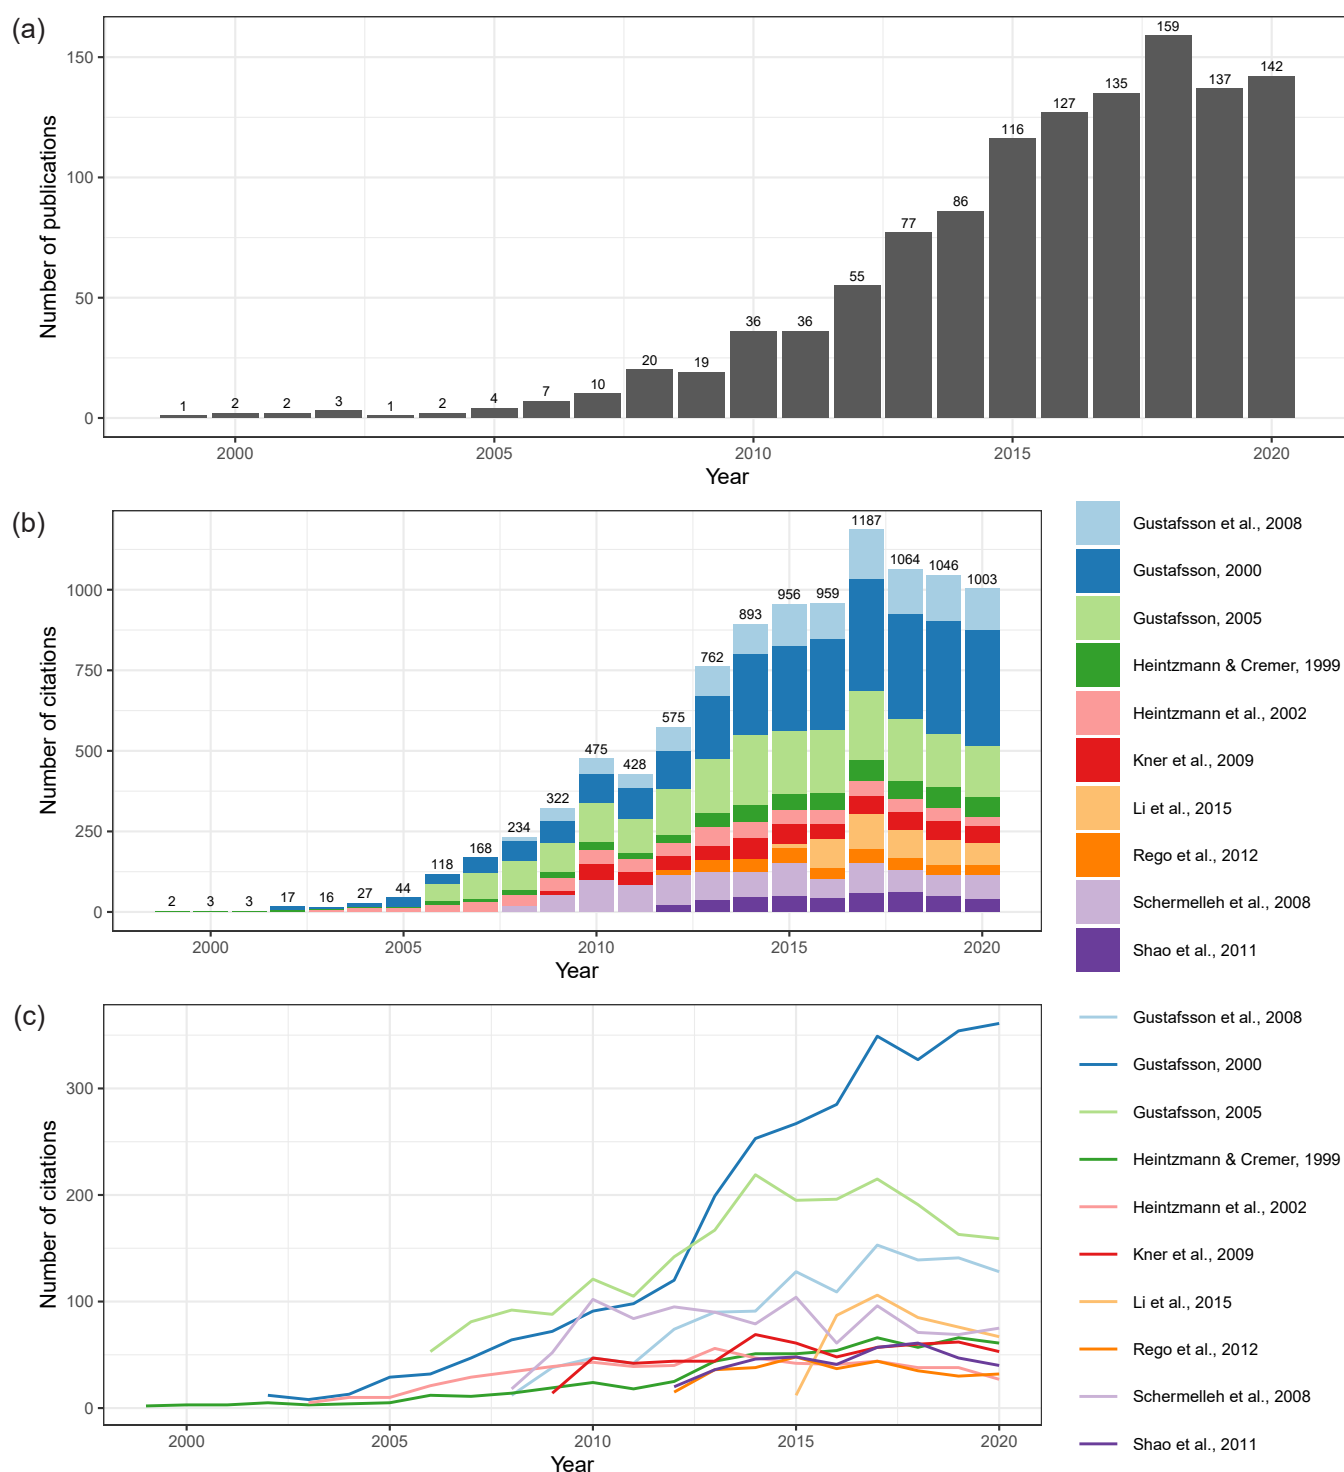 (a)
Number of publications
150
100
50
0
1
2
2
3
1
2
4
7
10
20
19
36
36
55
77
86
116
127
135
159
137
142
2000
2005
2010
2015
2020
Year
(b)
Number of citations
1000
750
500
250
0
2
3
3
17
16
27
44
118
168
234
322
475
428
575
762
893
956
959
1187
1064
1046
1003
2000
2005
2010
2015
2020
Year
Gustafsson et al., 2008
Gustafsson, 2000
Gustafsson, 2005
Heintzmann & Cremer, 1999
Heintzmann et al., 2002
Kner et al., 2009
Li et al., 2015
Rego et al., 2012
Schermelleh et al., 2008
Shao et al., 2011
(c)
Number of citations
300
200
100
0
2000
2005
2010
2015
2020
Year
Gustafsson et al., 2008
Gustafsson, 2000
Gustafsson, 2005
Heintzmann & Cremer, 1999
Heintzmann et al., 2002
Kner et al., 2009
Li et al., 2015
Rego et al., 2012
Schermelleh et al., 2008
Shao et al., 2011